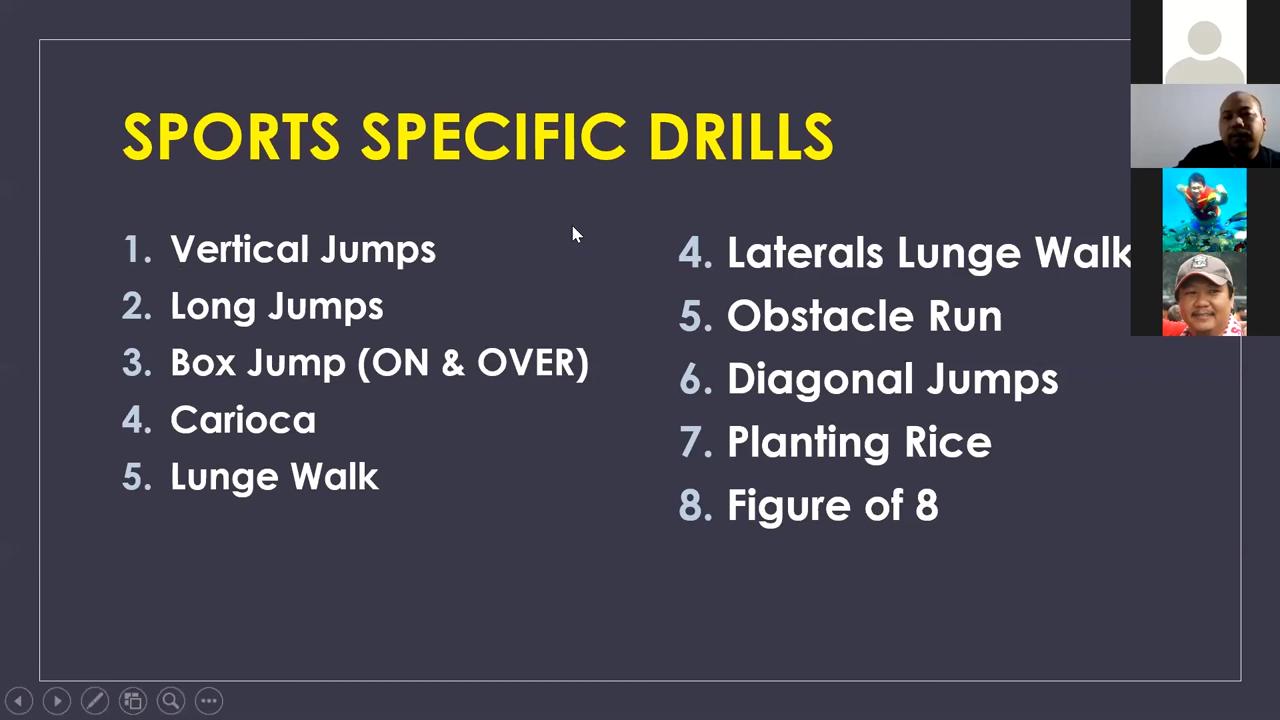 SPORTS SPECIFIC DRILLS
1. Vertical Jumps
2. Long Jumps
3. Box Jump (ON & OVER)
4. Carioca
5. Lunge Walk
4. Laterals Lunge Walk
5. Obstacle Run
6. Diagonal Jumps
7. Planting Rice
8. Figure of 8